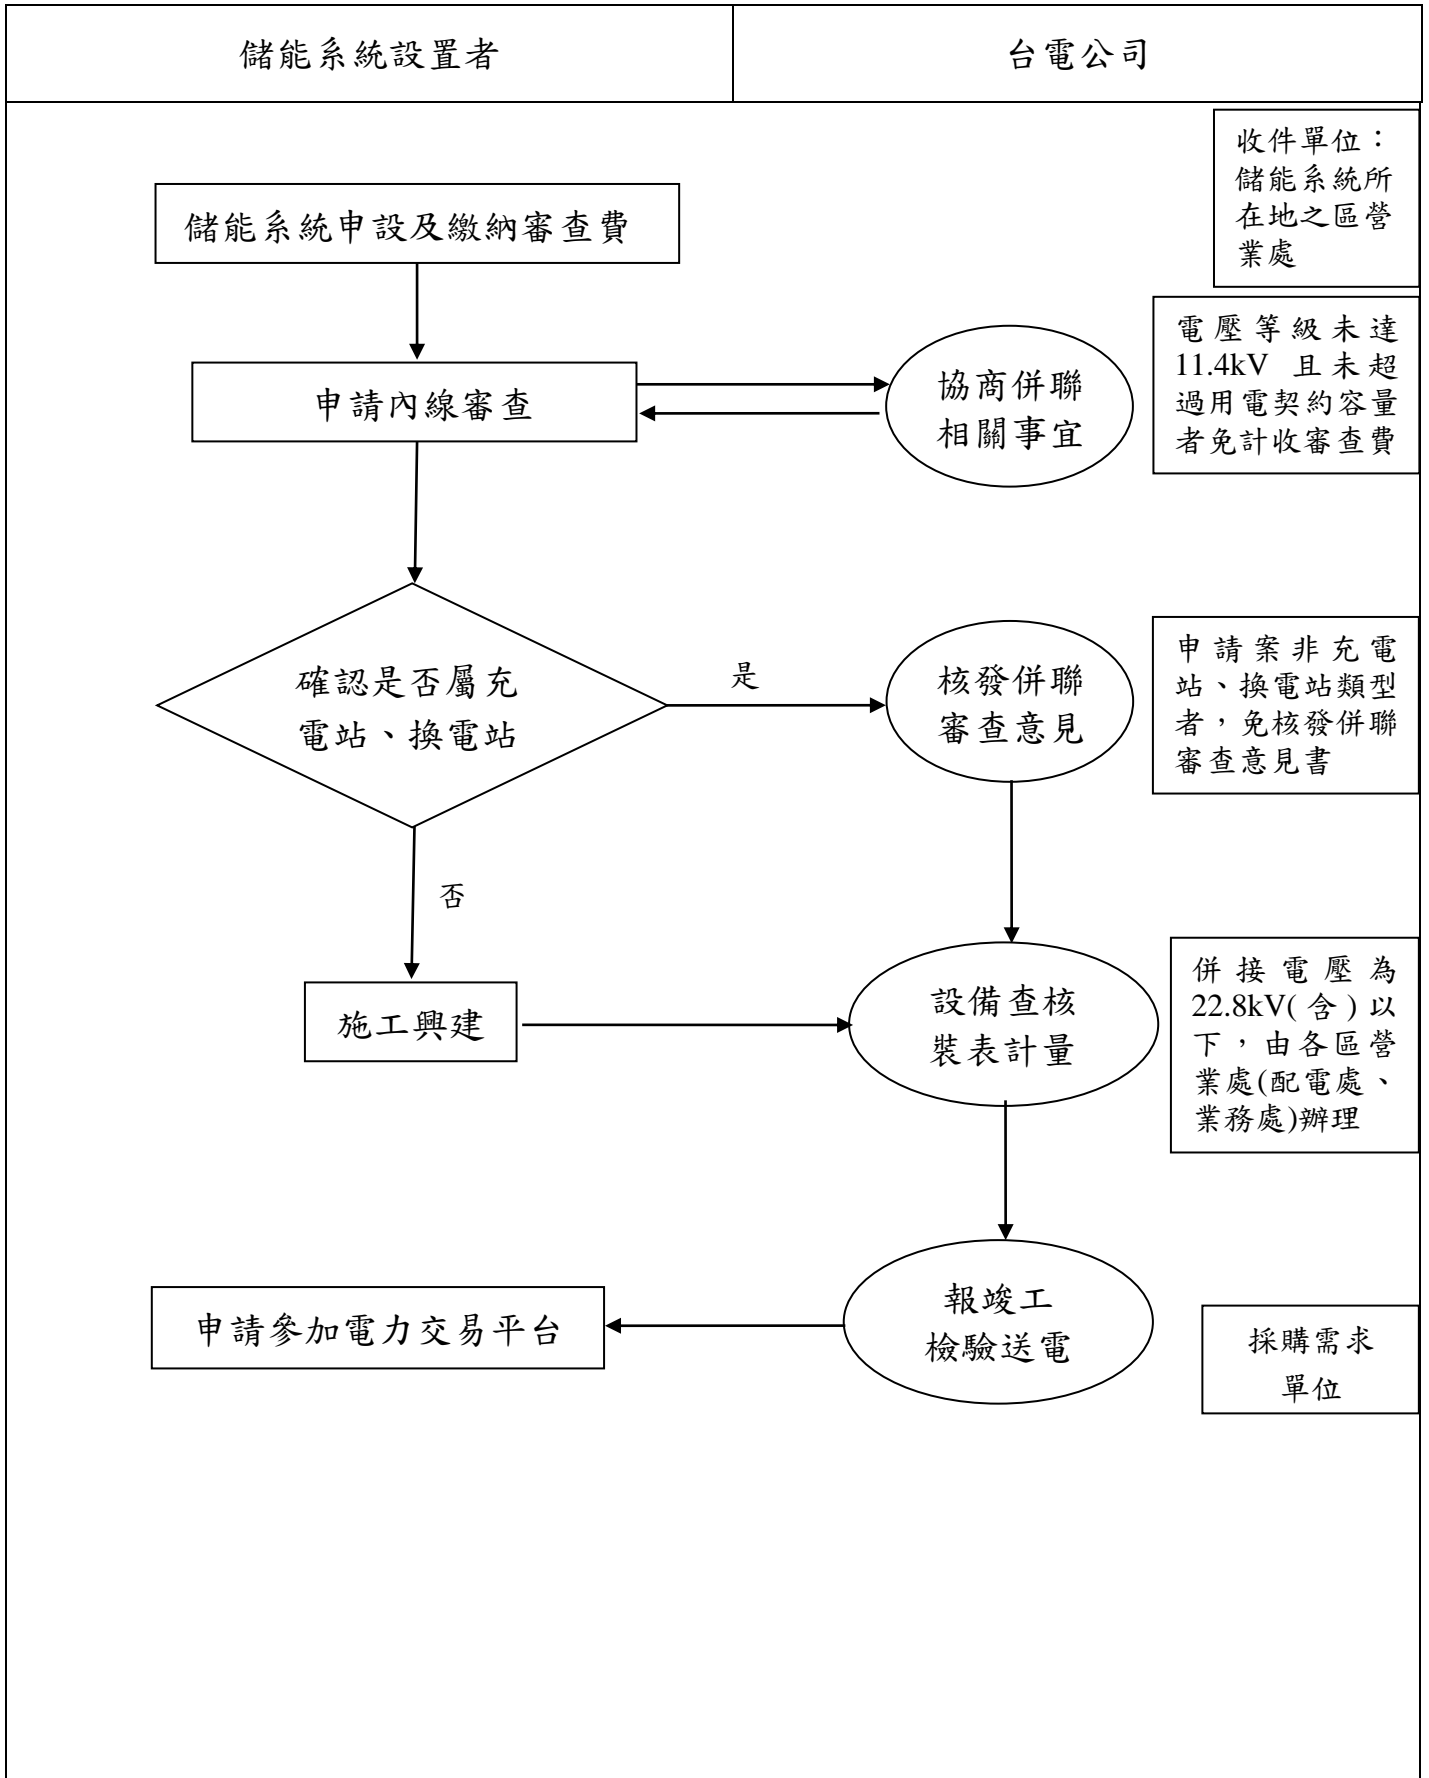 儲能系統設置者
台電公司
收件單位：
儲能系統所
在地之區營
業處
儲能系統申設及繳納審查費
電壓等級未達
11.4kV 且未超
過用電契約容量
者免計收審查費
申請內線審查
協商併聯
相關事宜
確認是否屬充
電站、換電站
是
核發併聯
審查意見
申請案非充電
站、換電站類型
者，免核發併聯
審查意見書
否
施工興建
設備查核
裝表計量
併接電壓為
22.8kV(含)以
下，由各區營
業處(配電處、
業務處)辦理
報竣工
檢驗送電
申請參加電力交易平台
採購需求
單位